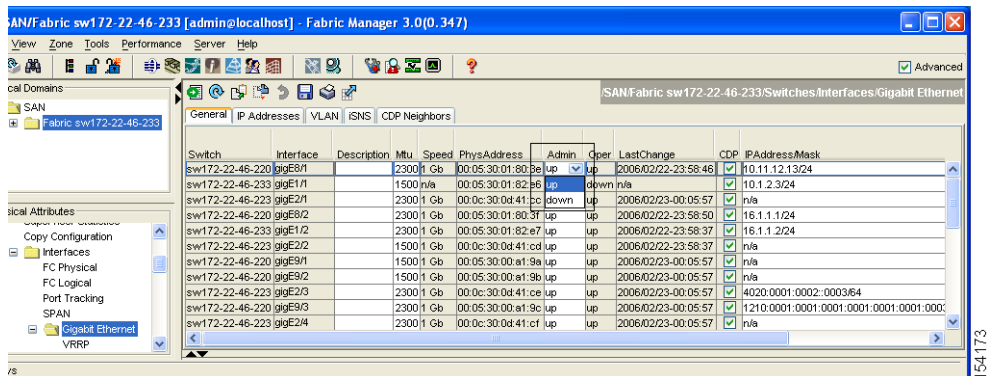 SAN/Fabric sw172-22-46-233 [admin@localhost] - Fabric Manager 3.0(0.347)
View Zone Tools Performance Server Help
Advanced
cal Domains
/SAN/Fabric sw172-22-46-233/Switches/Interfaces/Gigabit Ethernet
SAN
Fabric sw172-22-46-233
General IP Addresses VLAN iSNS CDP Neighbors
Switch Interface Description Mtu Speed PhysAddress Admin Oper LastChange CDP IPAddress/Mask
sw172-22-46-220 gigE8/1 2300 1 Gb 00:05:30:01:80:3e up up 2006/02/22-23:58:46 10.11.12.13/24
sw172-22-46-233 gigE1/1 1500 n/a 00:05:30:01:82:e6 up down n/a 10.1.2.3/24
sw172-22-46-223 gigE2/1 2300 1 Gb 00:0c:30:0d:41:cc down up 2006/02/23-00:05:57 n/a
sw172-22-46-220 gigE8/2 2300 1 Gb 00:05:30:01:80:3f up up 2006/02/22-23:58:50 16.1.1.1/24
sw172-22-46-233 gigE1/2 2300 1 Gb 00:05:30:01:82:e7 up up 2006/02/22-23:58:37 16.1.1.2/24
sw172-22-46-223 gigE2/2 1500 1 Gb 00:0c:30:0d:41:cd up up 2006/02/22-23:58:37 n/a
sw172-22-46-220 gigE9/1 1500 1 Gb 00:05:30:00:a1:9a up up 2006/02/23-00:05:57 n/a
sw172-22-46-220 gigE9/2 1500 1 Gb 00:05:30:00:a1:9b up up 2006/02/23-00:05:57 n/a
sw172-22-46-223 gigE2/3 2300 1 Gb 00:0c:30:0d:41:ce up up 2006/02/23-00:05:57 4020:0001:0002::0003/64
sw172-22-46-220 gigE9/3 2300 1 Gb 00:05:30:00:a1:9c up up 2006/02/23-00:05:57 1210:0001:0001:0001:0001:0001:0001:0003
sw172-22-46-223 gigE2/4 2300 1 Gb 00:0c:30:0d:41:cf up up 2006/02/23-00:05:57 n/a
sical Attributes
Copy Configuration
Interfaces
FC Physical
FC Logical
Port Tracking
SPAN
Gigabit Ethernet
VRRP
ys
154173